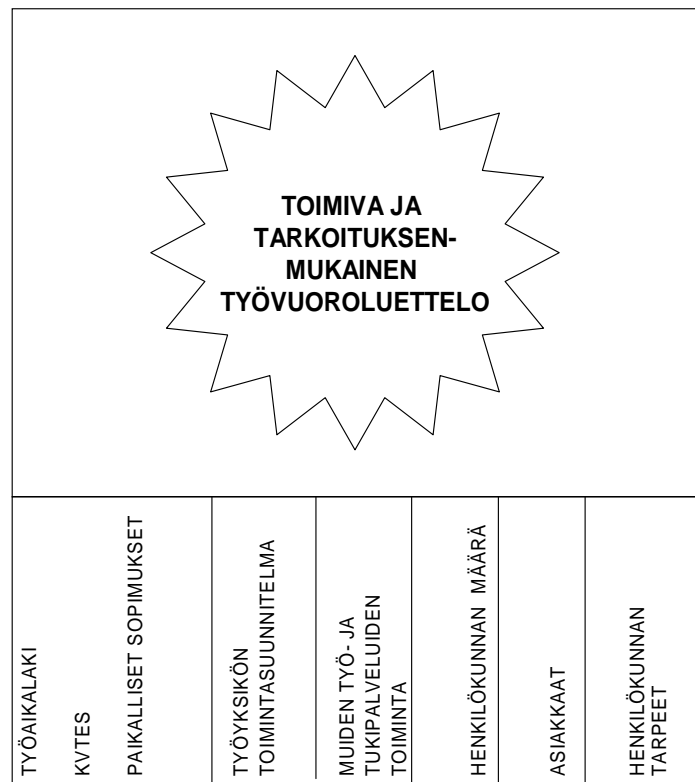 TOIMIVA JA
TARKOITUKSEN-
MUKAINEN
TYÖVUOROLUETTELO
TYÖAIKALAKI
KVTES
PAIKALLISET SOPIMUKSET
TYÖYKSIKÖN
TOIMINTASUUNNITELMA
MUIDEN TYÖ- JA
TUKIPALVELUIDEN
TOIMINTA
HENKILÖKUNNAN MÄÄRÄ
ASIAKKAAT
HENKILÖKUNNAN
TARPEET